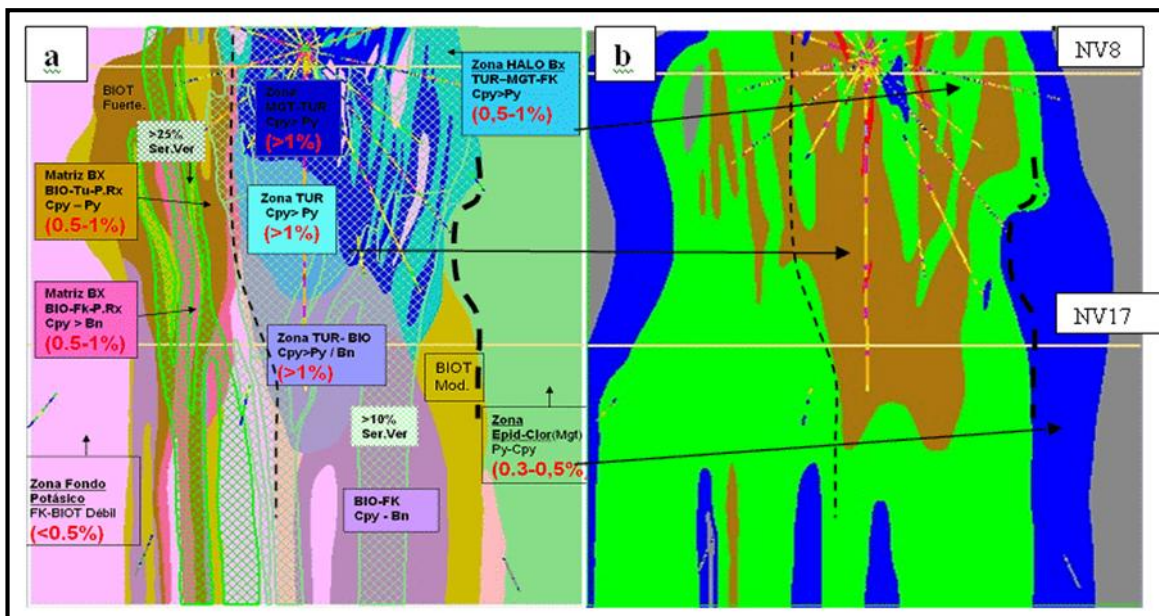 a
BIOT
Fuerte.
>25%
Ser.Ver
Matriz BX
BIO-Tu-P.Rx
Cpy – Py
(0.5-1%)
Matriz BX
BIO-Fk-P.Rx
Cpy > Bn
(0.5-1%)
Zona Fondo
Potásico
FK-BIOT Débil
(<0.5%)
Zona
MGT-TUR
Cpy> Py
(>1%)
Zona HALO Bx
TUR–MGT-FK
Cpy>Py
(0,5-1%)
Zona TUR
Cpy> Py
(>1%)
Zona TUR- BIO
Cpy>Py / Bn
(>1%)
BIOT
Mod.
>10%
Ser.Ver
BIO-FK
Cpy - Bn
Zona
Epid-Clor(Mgt)
Py-Cpy
(0.3-0,5%)
b
NV8
NV17